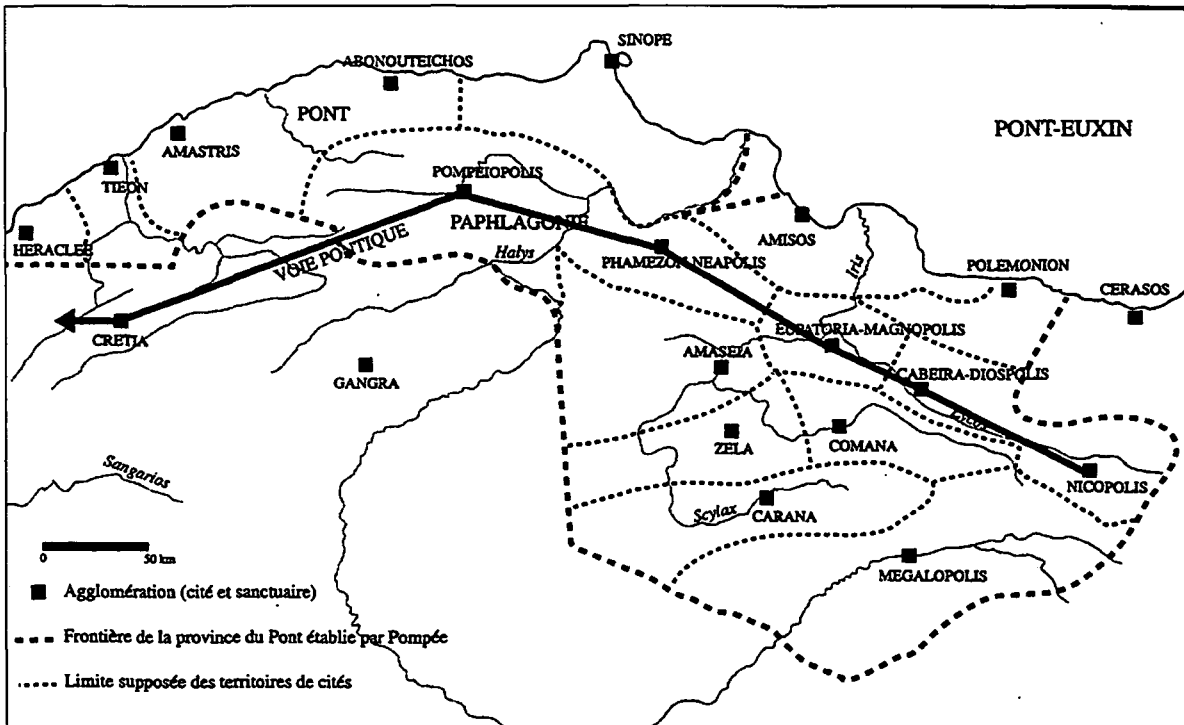 SINOPE
ABONOUTEICHOS
PONT
PONT-EUXIN
AMASTRIS
TIEON
POMPEIOPOLIS
HERACLEE
PAPHLAGONIE
AMISOS
VOIE PONTIQUE
Halys
PHAMEZON-NEAPOLIS
Iris
POLEMONION
CERASOS
CRETIA
EUPATORIA-MAGNOPOLIS
AMASEIA
GANGRA
CABEIRA-DIOSPOLIS
Lycos
ZELA
COMANA
Sangarios
NICOPOLIS
Scylax
CARANA
0 50 km
MEGALOPOLIS
Agglomération (cité et sanctuaire)
Frontière de la province du Pont établie par Pompée
Limite supposée des territoires de cités